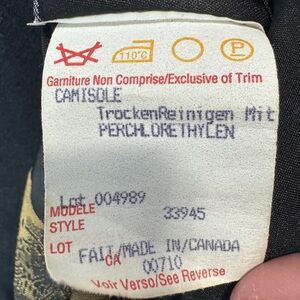 110°C
P
Garniture Non Comprise/Exclusive of Trim
CAMISOLE
TrockenReinigen Mit
PERCHLORETHYLEN
Lot 004989
MODELE
STYLE 33945
LOT
FAIT/MADE IN/CANADA
CA 00710
Voir Verso/See Reverse